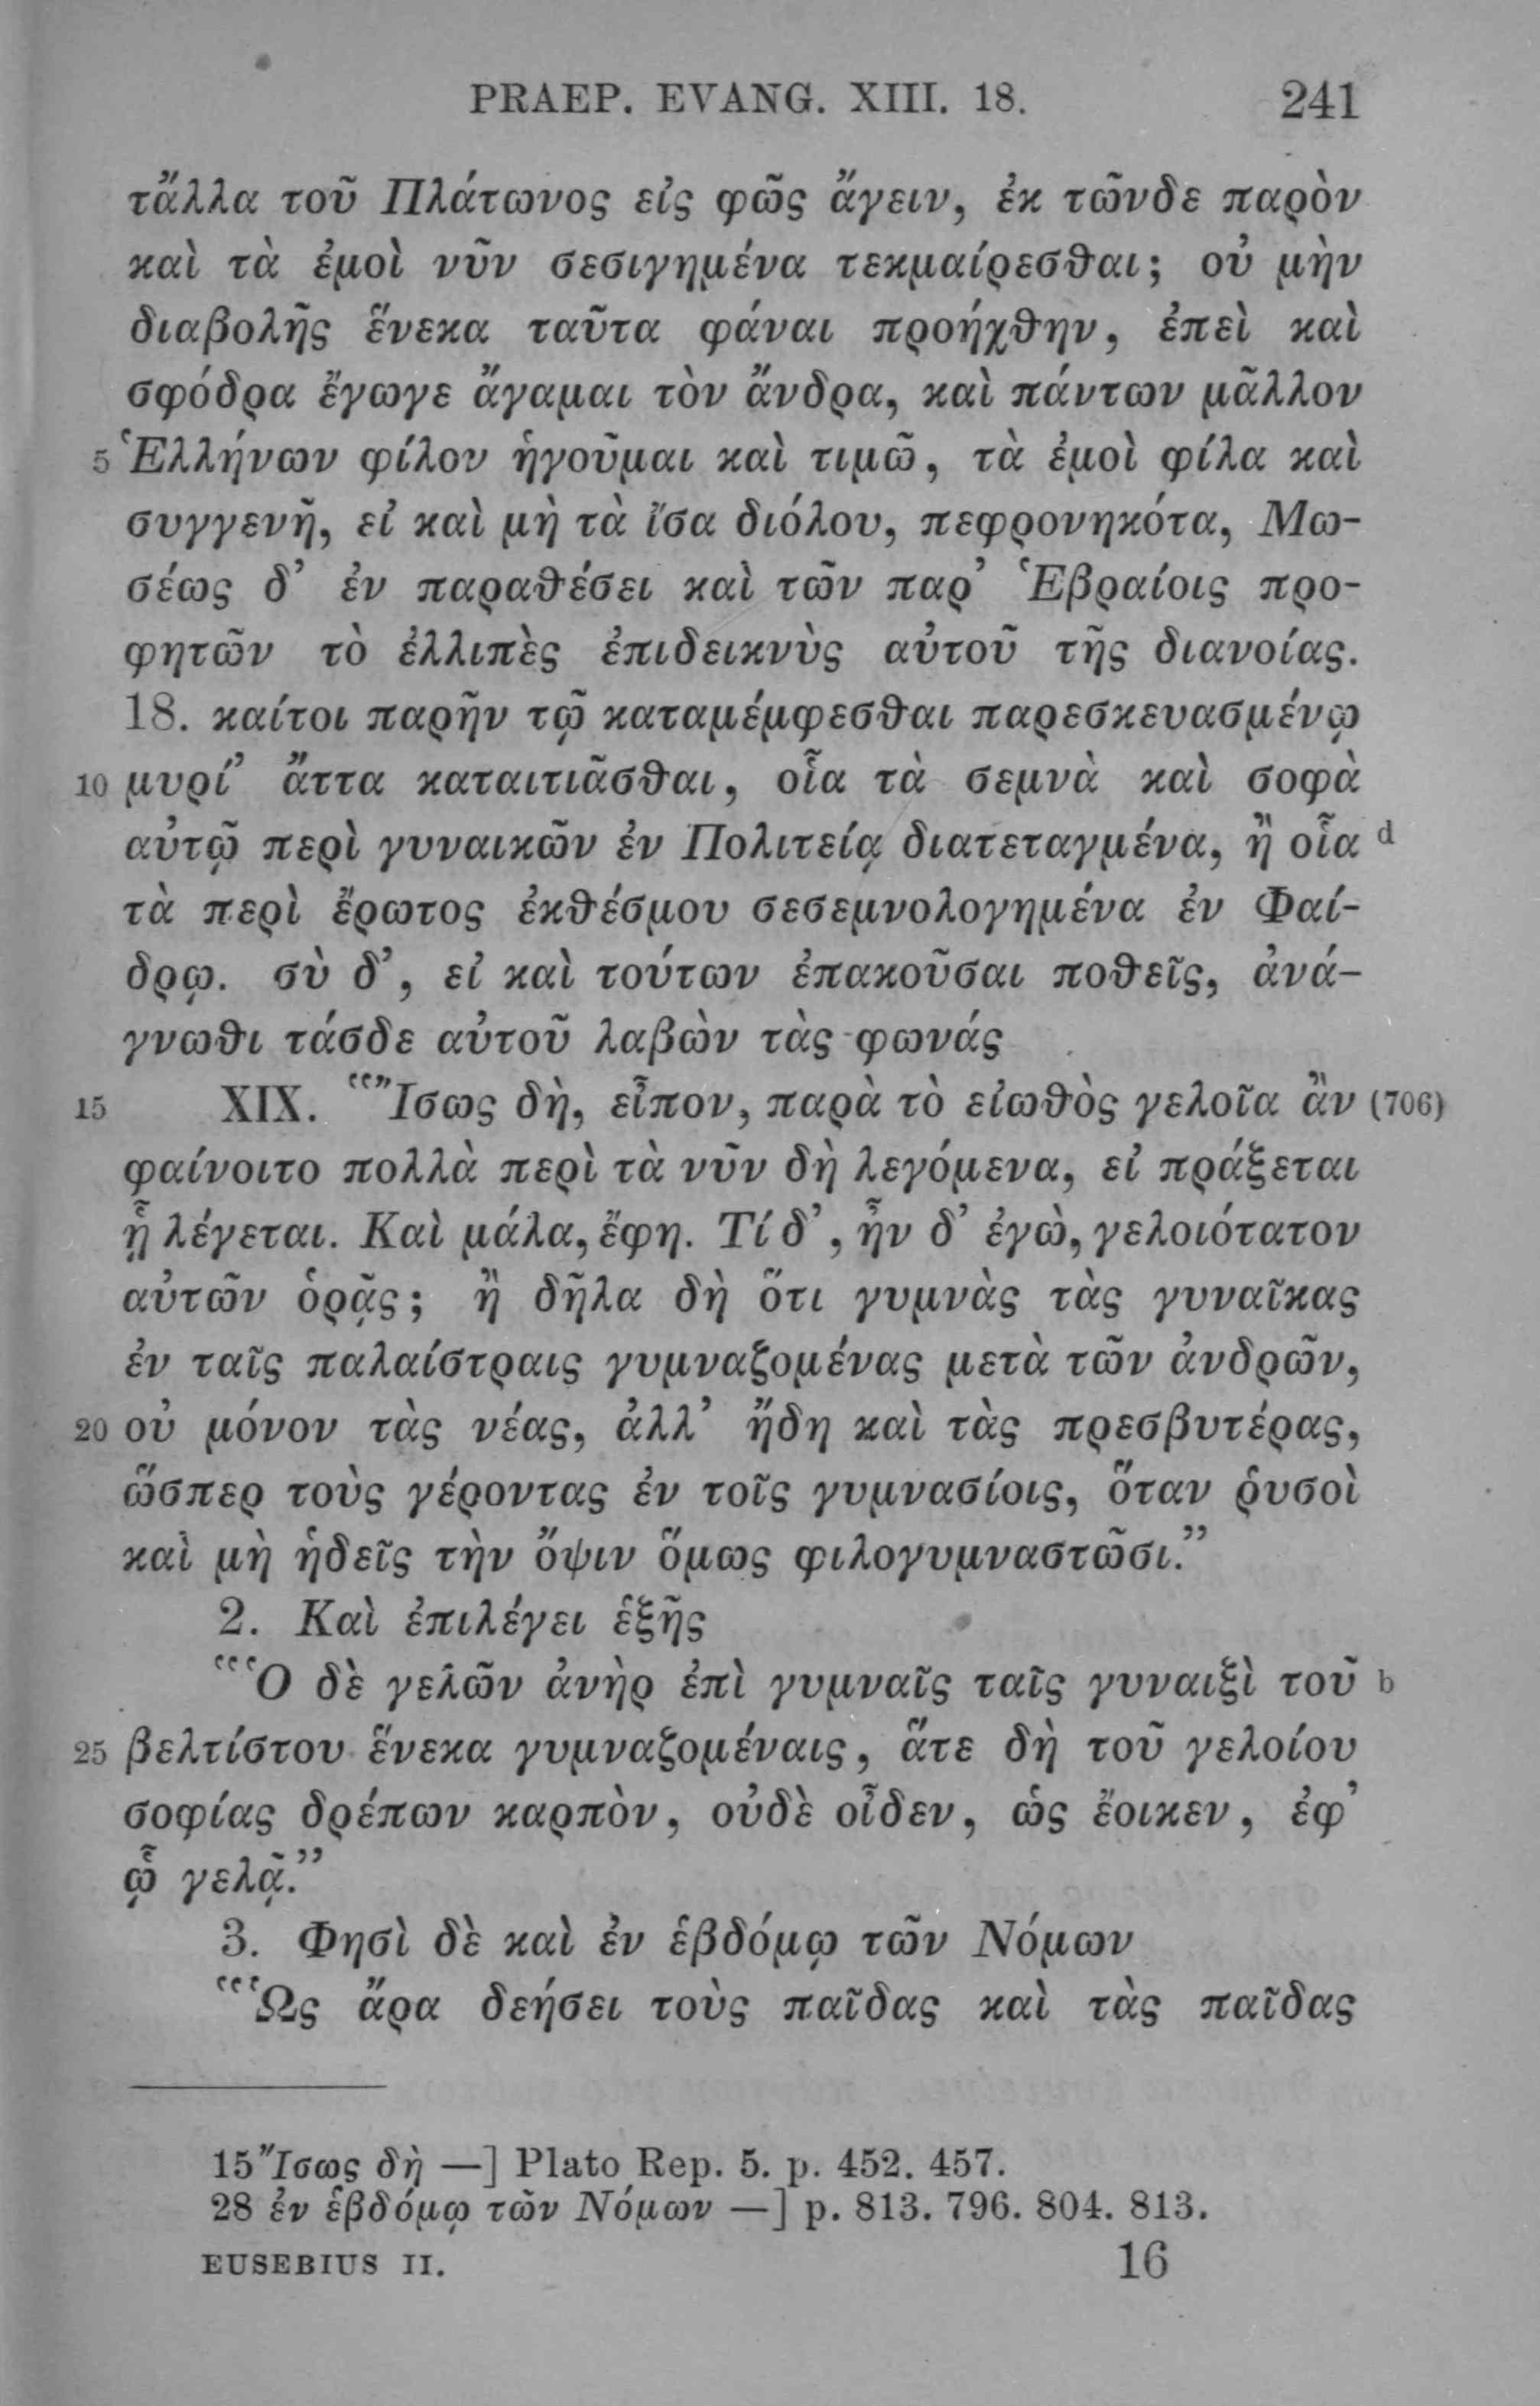 PRAEP. EVANG. XIII. 18. 241
τἄλλα τοῦ Πλάτωνος εἰς φῶς ἄγειν, ἐκ τῶνδε παρὸν
καὶ τὰ ἐμοὶ νῦν σεσιγημένα τεκμαίρεσθαι; οὐ μὴν
διαβολῆς ἕνεκα ταῦτα φάναι προήχθην, ἐπεὶ καὶ
σφόδρα ἔγωγε ἄγαμαι τὸν ἄνδρα, καὶ πάντων μᾶλλον
5 Ἑλλήνων φίλον ἡγοῦμαι καὶ τιμῶ, τὰ ἐμοὶ φίλα καὶ
συγγενῆ, εἰ καὶ μὴ τὰ ἴσα διόλου, πεφρονηκότα, Μω-
σέως δ’ ἐν παραθέσει καὶ τῶν παρ’ Ἑβραίοις προ-
φητῶν τὸ ἐλλιπὲς ἐπιδεικνὺς αὐτοῦ τῆς διανοίας.
18. καίτοι παρῆν τῷ καταμέμφεσθαι παρεσκευασμένῳ
10 μυρί’ ἄττα καταιτιᾶσθαι, οἷα τὰ σεμνὰ καὶ σοφὰ
αὐτῷ περὶ γυναικῶν ἐν Πολιτείᾳ διατεταγμένα, ἢ οἷα d
τὰ περὶ ἔρωτος ἐκθέσμου σεσεμνολογημένα ἐν Φαί-
δρῳ. σὺ δ’, εἰ καὶ τούτων ἐπακοῦσαι ποθεῖς, ἀνά-
γνωθι τάσδε αὐτοῦ λαβὼν τὰς φωνάς
15 XIX. “Ἴσως δὴ, εἶπον, παρὰ τὸ εἰωθὸς γελοῖα ἂν (706)
φαίνοιτο πολλὰ περὶ τὰ νῦν δὴ λεγόμενα, εἰ πράξεται
ᾗ λέγεται. Καὶ μάλα, ἔφη. Τί δ’, ἦν δ’ ἐγὼ, γελοιότατον
αὐτῶν ὁρᾷς; ἢ δῆλα δὴ ὅτι γυμνὰς τὰς γυναῖκας
ἐν ταῖς παλαίστραις γυμναζομένας μετὰ τῶν ἀνδρῶν,
20 οὐ μόνον τὰς νέας, ἀλλ’ ἤδη καὶ τὰς πρεσβυτέρας,
ὥσπερ τοὺς γέροντας ἐν τοῖς γυμνασίοις, ὅταν ῥυσοὶ
καὶ μὴ ἡδεῖς τὴν ὄψιν ὅμως φιλογυμναστῶσι.”
2. Καὶ ἐπιλέγει ἑξῆς
“Ὁ δὲ γελῶν ἀνὴρ ἐπὶ γυμναῖς ταῖς γυναιξὶ τοῦ b
25 βελτίστου ἕνεκα γυμναζομέναις, ἅτε δὴ τοῦ γελοίου
σοφίας δρέπων καρπὸν, οὐδὲ οἶδεν, ὡς ἔοικεν, ἐφ’
ᾧ γελᾷ.”
3. Φησὶ δὲ καὶ ἐν ἑβδόμῳ τῶν Νόμων
“Ὡς ἄρα δεήσει τοὺς παῖδας καὶ τὰς παῖδας
15 Ἴσως δὴ —] Plato Rep. 5. p. 452. 457.
28 ἐν ἑβδόμῳ τῶν Νόμων —] p. 813. 796. 804. 813.
EUSEBIUS II. 16